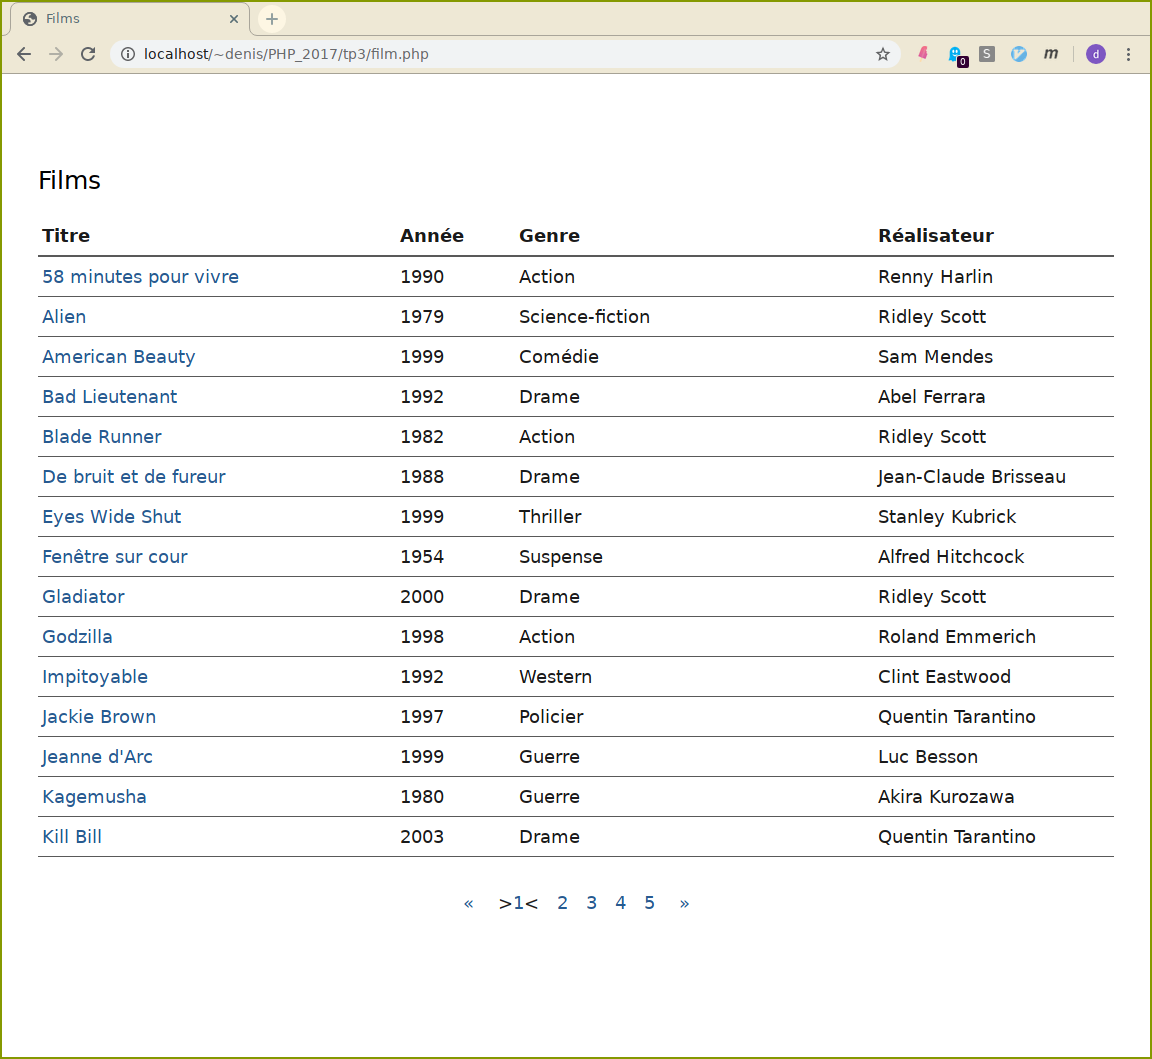 Films
localhost/~denis/PHP_2017/tp3/film.php
0 S m d
Films
Titre Année Genre Réalisateur
58 minutes pour vivre 1990 Action Renny Harlin
Alien 1979 Science-fiction Ridley Scott
American Beauty 1999 Comédie Sam Mendes
Bad Lieutenant 1992 Drame Abel Ferrara
Blade Runner 1982 Action Ridley Scott
De bruit et de fureur 1988 Drame Jean-Claude Brisseau
Eyes Wide Shut 1999 Thriller Stanley Kubrick
Fenêtre sur cour 1954 Suspense Alfred Hitchcock
Gladiator 2000 Drame Ridley Scott
Godzilla 1998 Action Roland Emmerich
Impitoyable 1992 Western Clint Eastwood
Jackie Brown 1997 Policier Quentin Tarantino
Jeanne d'Arc 1999 Guerre Luc Besson
Kagemusha 1980 Guerre Akira Kurozawa
Kill Bill 2003 Drame Quentin Tarantino
« >1< 2 3 4 5 »